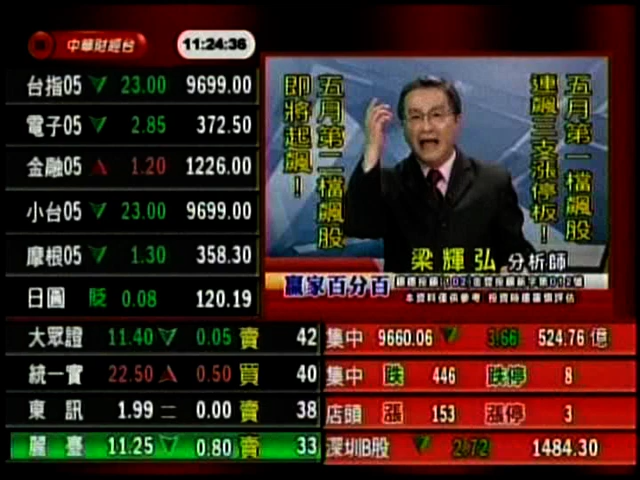 中華財經台 11:24:36
台指05 23.00 9699.00
電子05 2.85 372.50
金融05 1.20 1226.00
小台05 23.00 9699.00
摩根05 1.30 358.30
日圓 貶 0.08 120.19
五月第一檔飆股
連飆三支漲停板！
五月第二檔飆股
即將起飆！
梁輝弘 分析師
贏家百分百
本資料僅供參考
大眾證 11.40 0.05 賣 42
統一實 22.50 0.50 買 40
東訊 1.99 0.00 賣 38
麗臺 11.25 0.80 賣 33
集中 9660.06 3.66 524.76 億
集中 跌 446 跌停 8
店頭 漲 153 漲停 3
深圳B股 2.72 1484.30